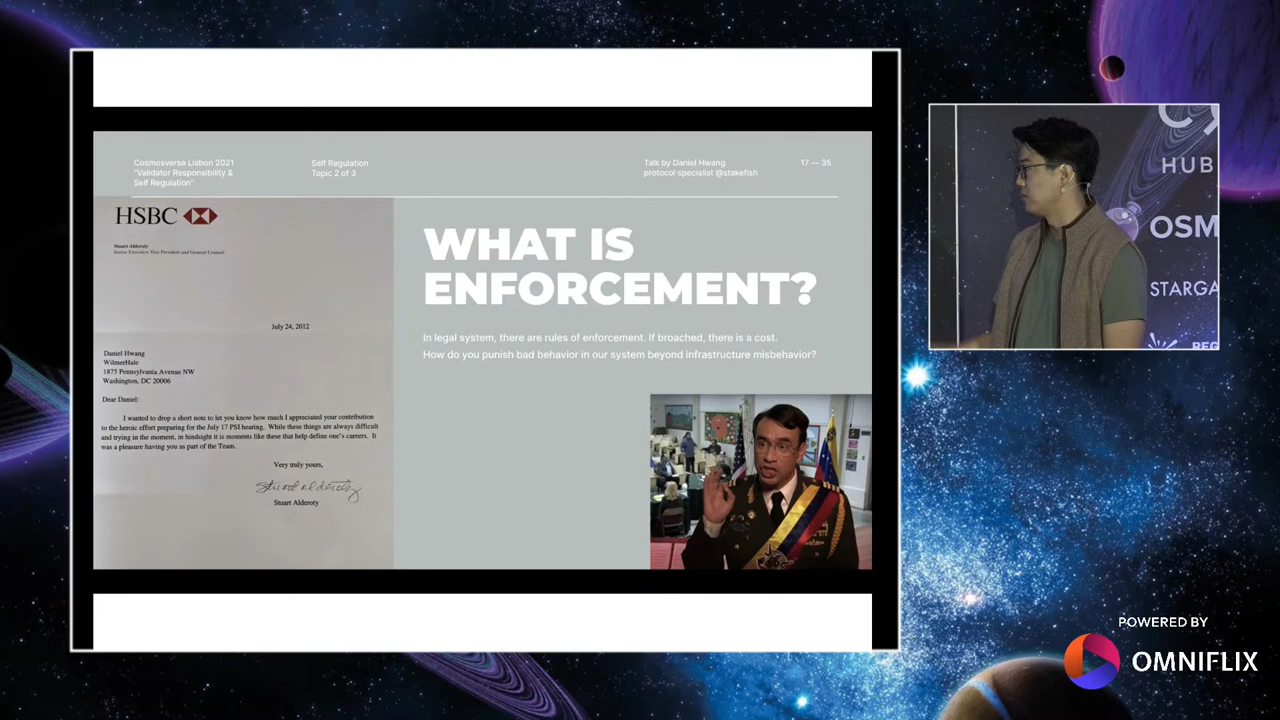 Cosmosverse Lisbon 2021
"Validator Responsibility &
Self Regulation"
Self Regulation
Topic 2 of 3
Talk by Daniel Hwang
protocol specialist @stakefish
17 — 35
HSBC
Stuart Alderoty
Senior Executive Vice President and General Counsel
July 24, 2012
Daniel Hwang
WilmerHale
1875 Pennsylvania Avenue NW
Washington, DC 20006
Dear Daniel:
I wanted to drop a short note to let you know how much I appreciated your contribution
to the heroic effort preparing for the July 17 PSI hearing. While these things are always difficult
and trying in the moment, in hindsight it is moments like these that help define one's careers. It
was a pleasure having you as part of the Team.
Very truly yours,
Stuart Alderoty
Stuart Alderoty
WHAT IS
ENFORCEMENT?
In legal system, there are rules of enforcement. If broached, there is a cost.
How do you punish bad behavior in our system beyond infrastructure misbehavior?
HUB
OSM
STARGA
REG
POWERED BY
OMNIFLIX